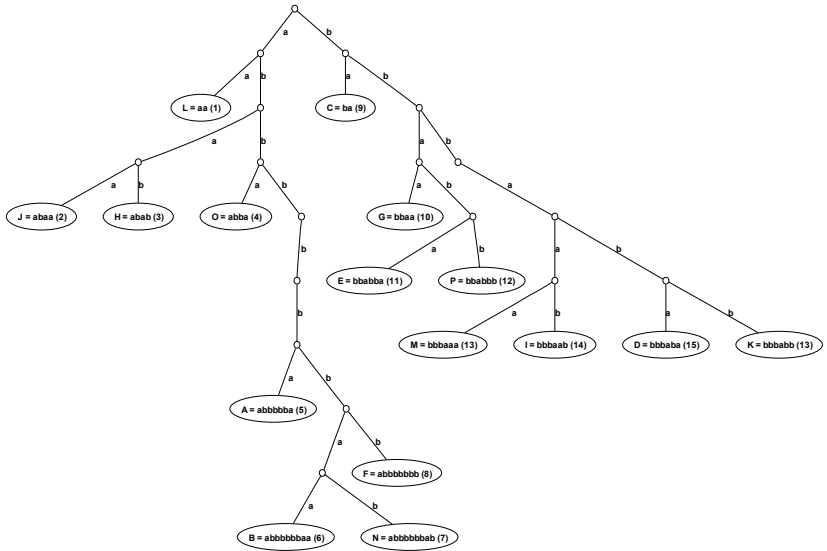 a b
a b a b
L = aa (1) C = ba (9)
a b a b
a b a b a b a
J = abaa (2) H = abab (3) O = abba (4) G = bbaa (10)
b a b a b
E = bbabba (11) P = bbabbb (12)
b a b a b
M = bbbaaa (13) I = bbbaab (14) D = bbbaba (15) K = bbbabb (13)
a b
A = abbbbba (5)
a b
F = abbbbbbb (8)
a b
B = abbbbbbaa (6) N = abbbbbbab (7)